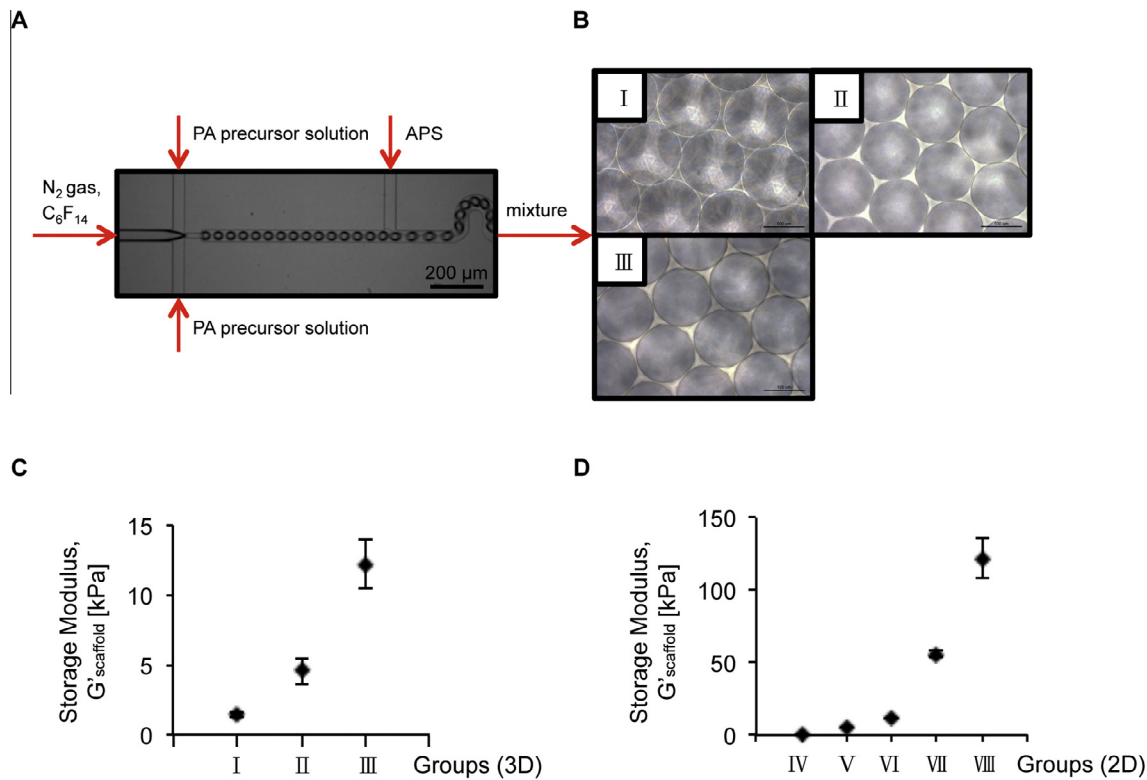 A
B
PA precursor solution
APS
N₂ gas,
C₆F₁₄
mixture
200 µm
PA precursor solution
Ⅰ
Ⅱ
Ⅲ
C
Storage Modulus,
G'scaffold [kPa]
15
10
5
0
Ⅰ Ⅱ Ⅲ Groups (3D)
D
Storage Modulus,
G'scaffold [kPa]
150
100
50
0
Ⅳ Ⅴ Ⅵ Ⅶ Ⅷ Groups (2D)